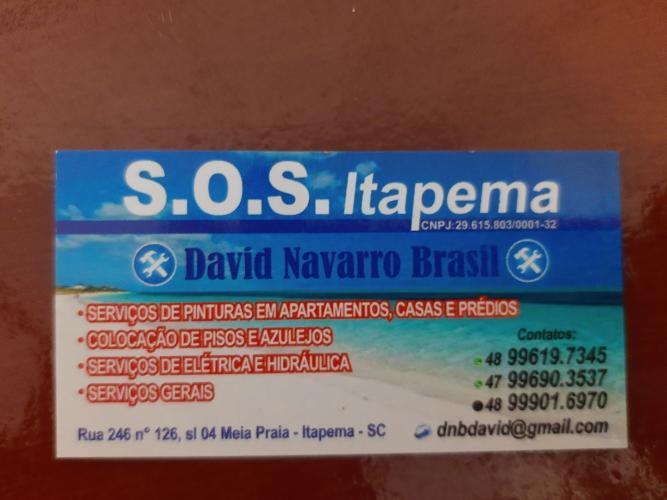 S.O.S. Itapema
CNPJ:29.615.803/0001-32
David Navarro Brasil
• SERVIÇOS DE PINTURAS EM APARTAMENTOS, CASAS E PRÉDIOS
• COLOCAÇÃO DE PISOS E AZULEJOS
• SERVIÇOS DE ELÉTRICA E HIDRÁULICA
• SERVIÇOS GERAIS
Contatos:
48 99619.7345
47 99690.3537
48 99901.6970
Rua 246 nº 126, sl 04 Meia Praia - Itapema - SC
dnbdavid@gmail.com